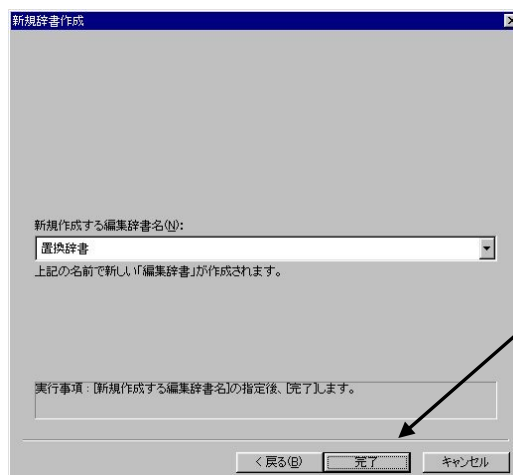 新規辞書作成
新規作成する編集辞書名(N):
置換辞書
上記の名前で新しい「編集辞書」が作成されます。
実行事項：[新規作成する編集辞書名]の指定後、[完了]します。
< 戻る(B) 完了 キャンセル